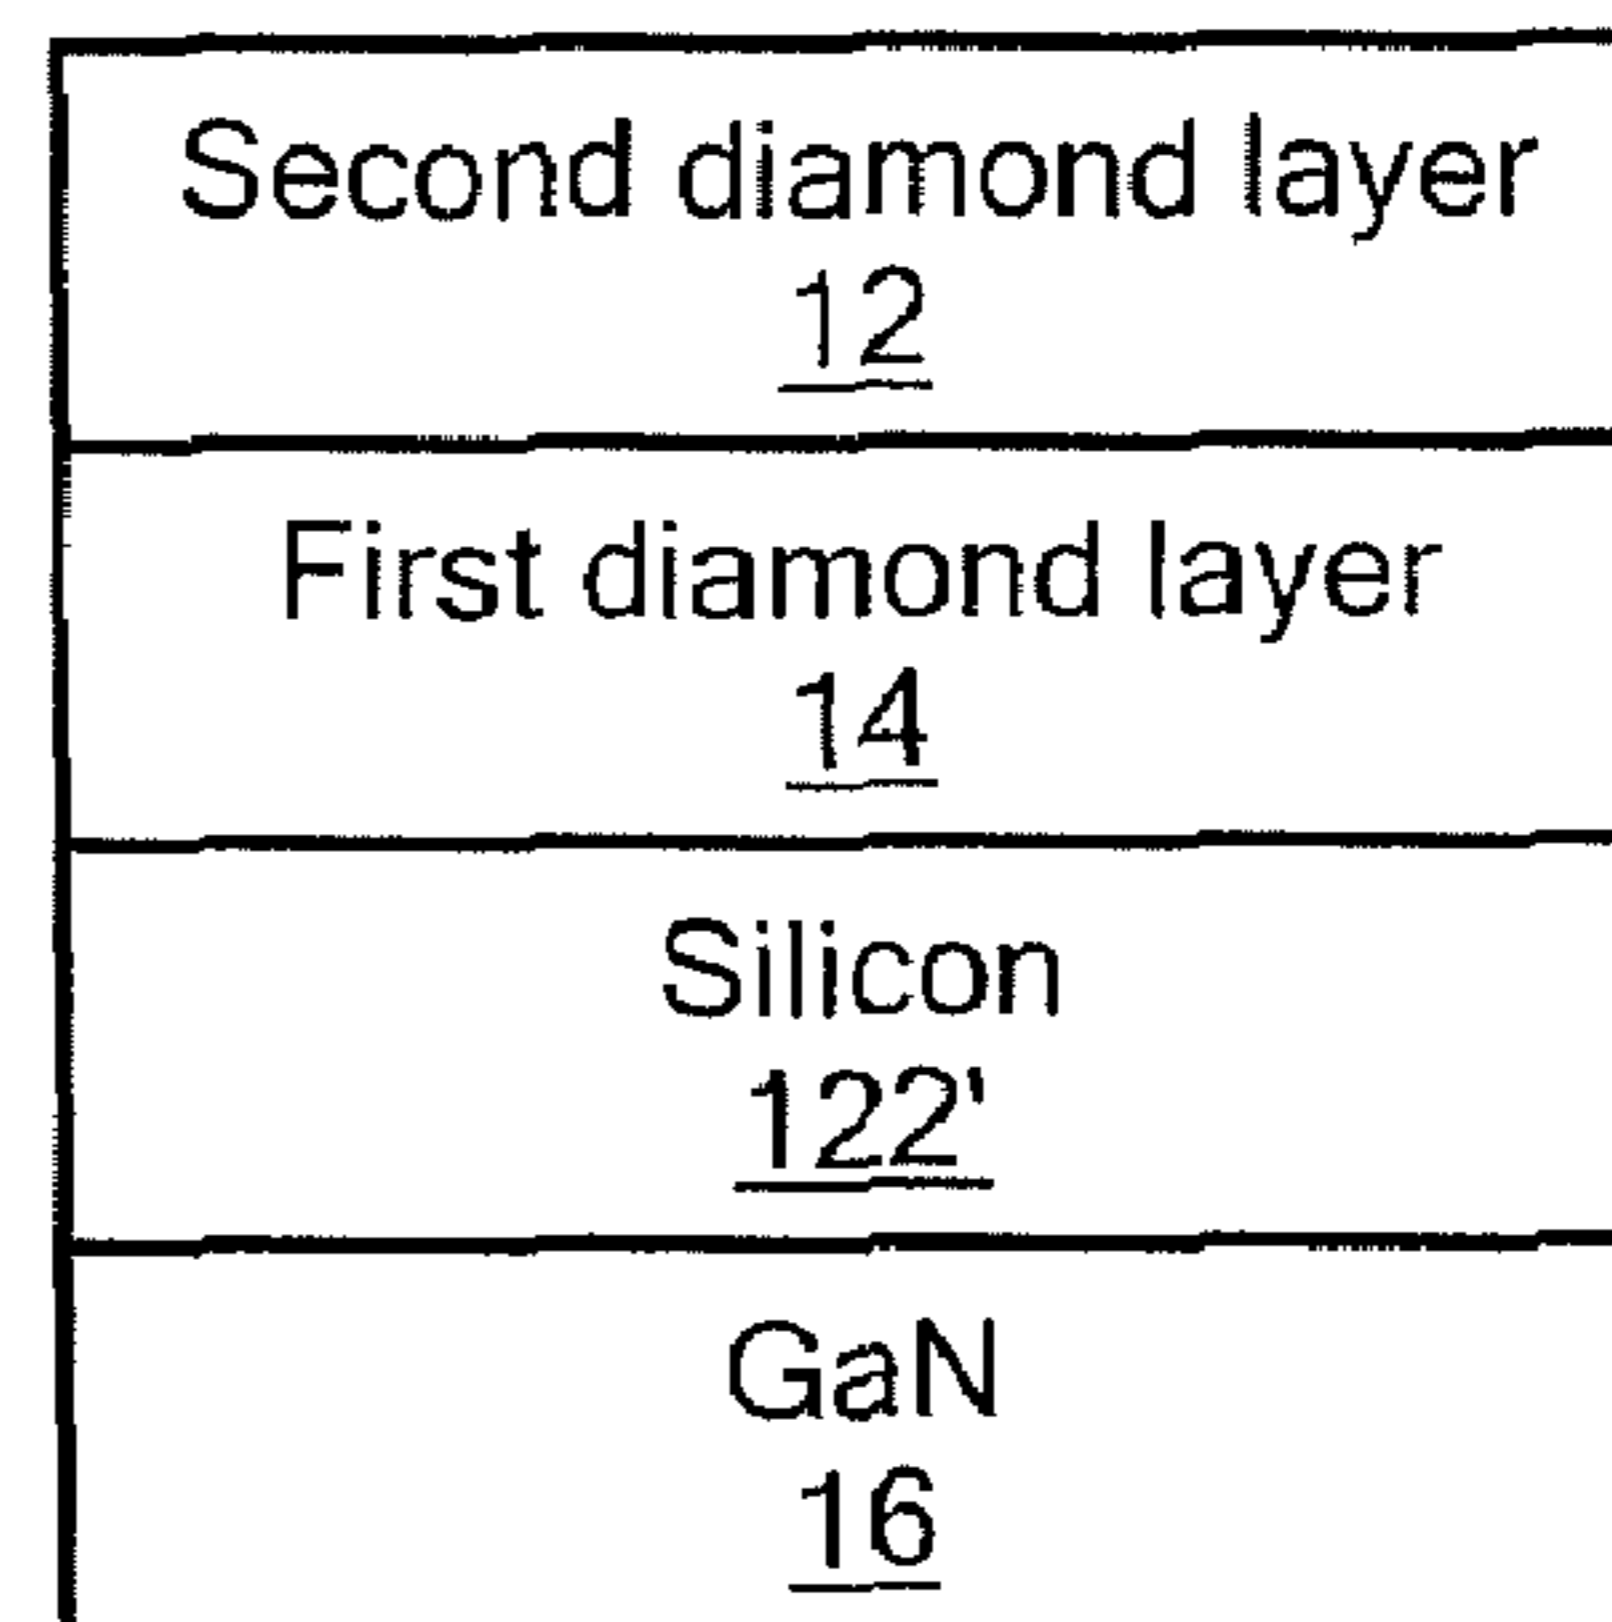 Second diamond layer
12
First diamond layer
14
Silicon
122'
GaN
16